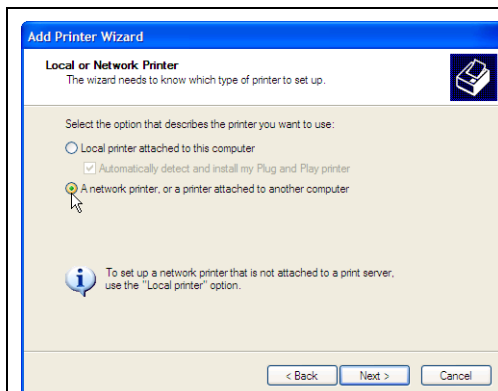 Add Printer Wizard
Local or Network Printer
The wizard needs to know which type of printer to set up.
Select the option that describes the printer you want to use:
Local printer attached to this computer
Automatically detect and install my Plug and Play printer
A network printer, or a printer attached to another computer
To set up a network printer that is not attached to a print server,
use the "Local printer" option.
< Back
Next >
Cancel